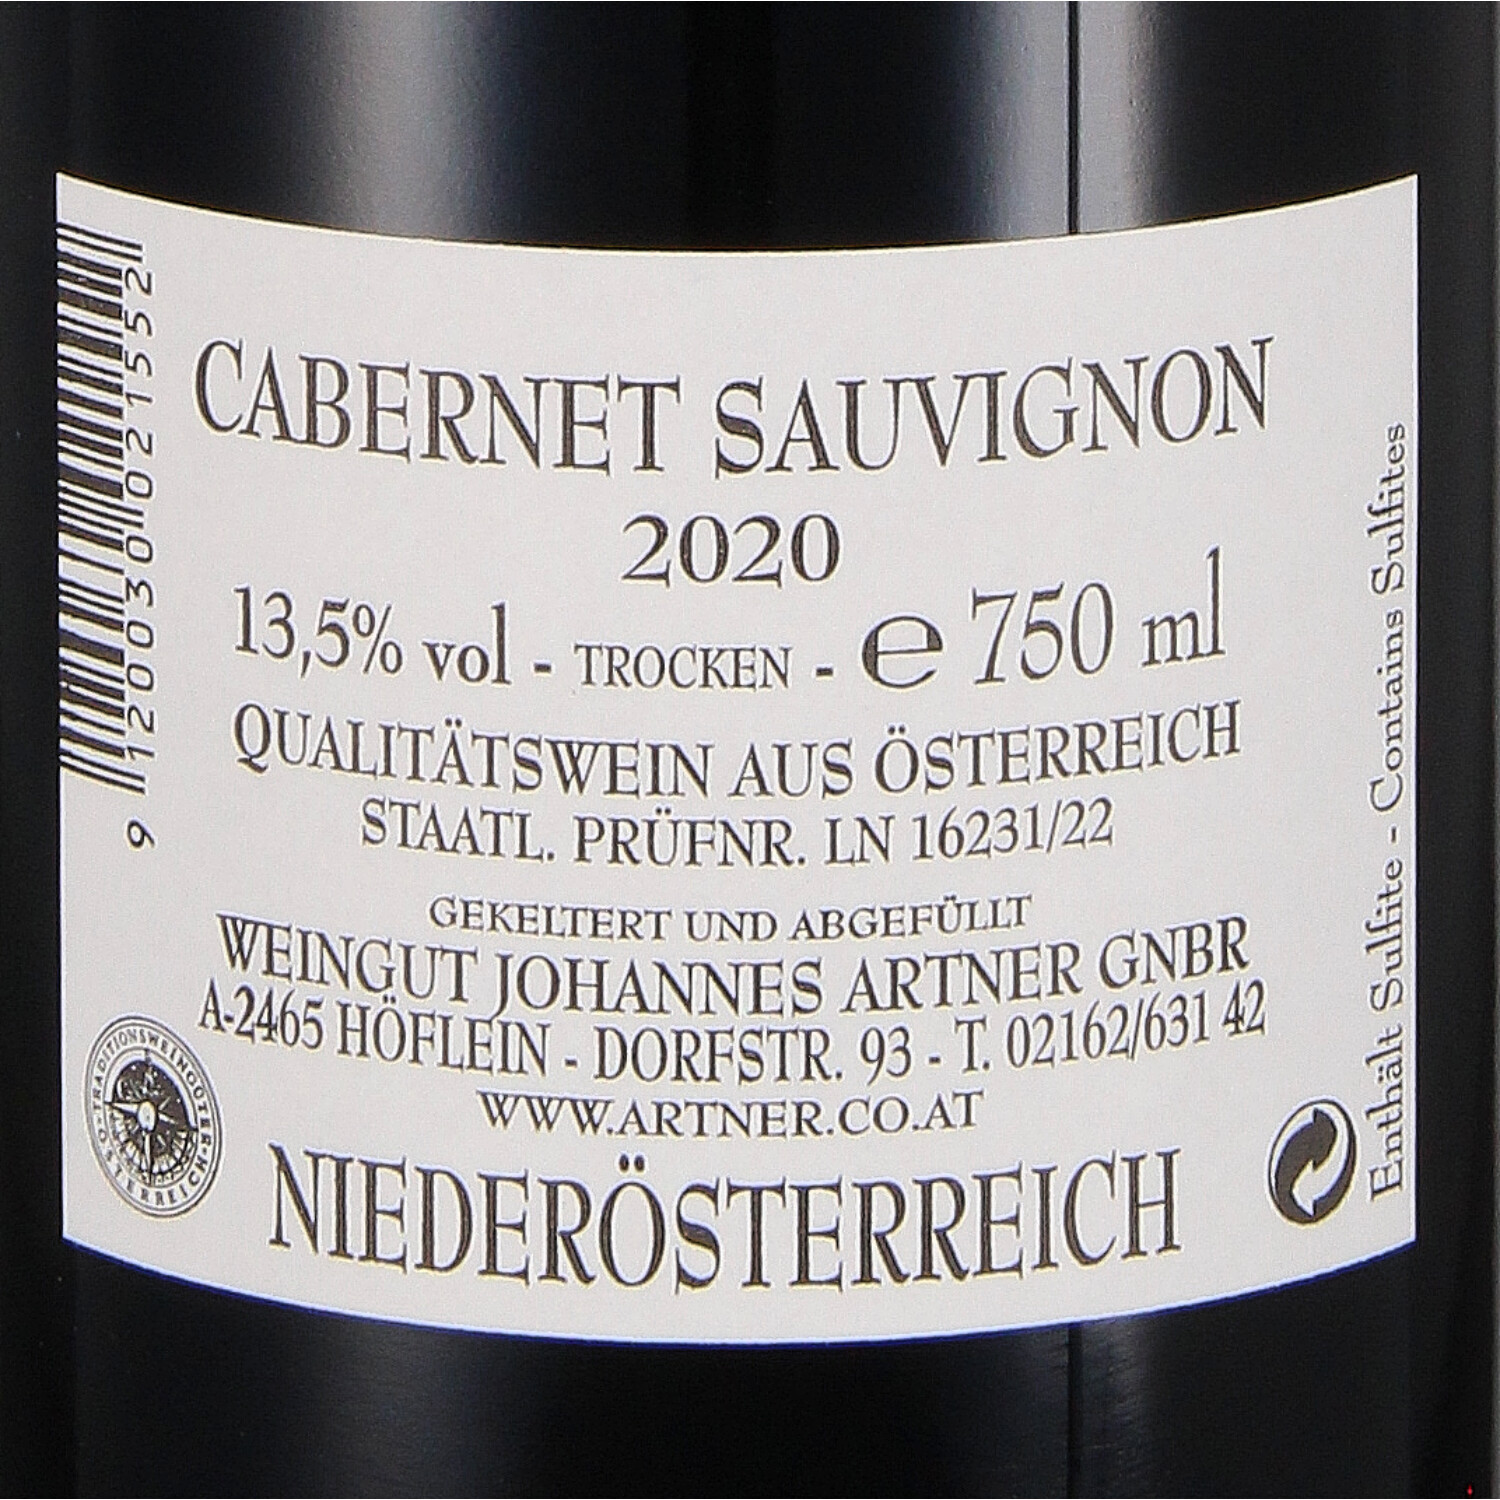 CABERNET SAUVIGNON
2020
13,5% vol - TROCKEN - ℮ 750 ml
QUALITÄTSWEIN AUS ÖSTERREICH
STAATL. PRÜFNR. LN 16231/22
GEKELTERT UND ABGEFÜLLT
WEINGUT JOHANNES ARTNER GNBR
A-2465 HÖFLEIN - DORFSTR. 93 - T. 02162/631 42
WWW.ARTNER.CO.AT
NIEDERÖSTERREICH
9 120030 021552
TRADITIONSWEINGÜTER
ÖSTERREICH
Enthält Sulfite - Contains Sulfites